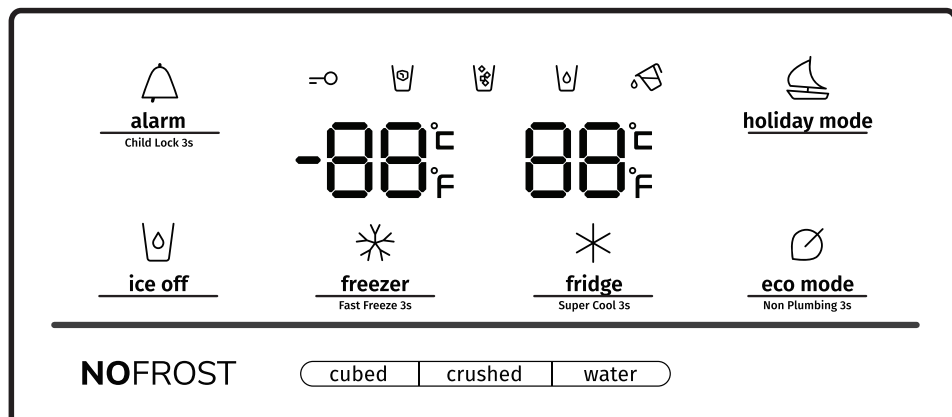 alarm
Child Lock 3s
-88°C °F
88°C °F
holiday mode
ice off
freezer
Fast Freeze 3s
fridge
Super Cool 3s
eco mode
Non Plumbing 3s
NOFROST
cubed
crushed
water